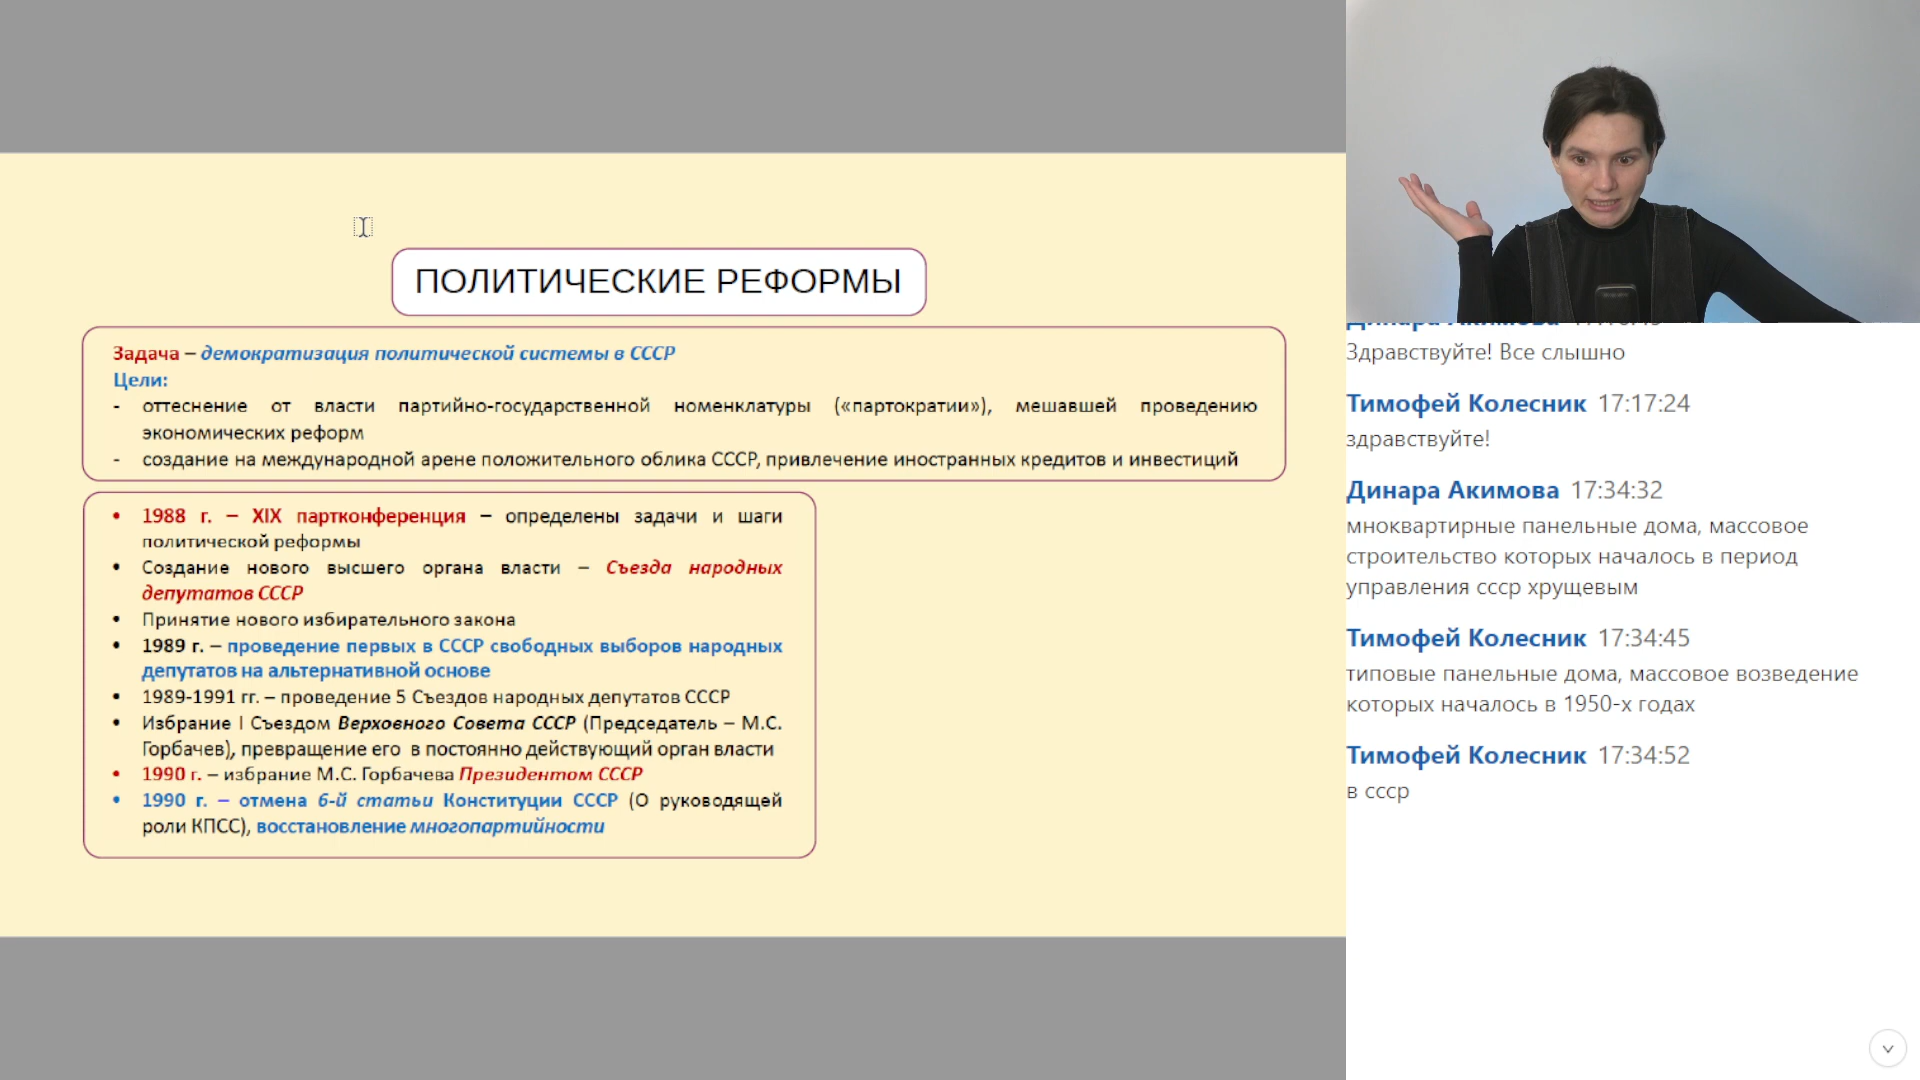 ПОЛИТИЧЕСКИЕ РЕФОРМЫ
Задача – демократизация политической системы в СССР
Цели:
- оттеснение от власти партийно-государственной номенклатуры («партократии»), мешавшей проведению
экономических реформ
- создание на международной арене положительного облика СССР, привлечение иностранных кредитов и инвестиций
• 1988 г. – XIX партконференция – определены задачи и шаги
политической реформы
• Создание нового высшего органа власти – Съезда народных
депутатов СССР
• Принятие нового избирательного закона
• 1989 г. – проведение первых в СССР свободных выборов народных
депутатов на альтернативной основе
• 1989-1991 гг. – проведение 5 Съездов народных депутатов СССР
• Избрание I Съездом Верховного Совета СССР (Председатель – М.С.
Горбачев), превращение его в постоянно действующий орган власти
• 1990 г. – избрание М.С. Горбачева Президентом СССР
• 1990 г. – отмена 6-й статьи Конституции СССР (О руководящей
роли КПСС), восстановление многопартийности
Динара Акимова
Здравствуйте! Все слышно
Тимофей Колесник 17:17:24
здравствуйте!
Динара Акимова 17:34:32
мноквартирные панельные дома, массовое
строительство которых началось в период
управления ссср хрущевым
Тимофей Колесник 17:34:45
типовые панельные дома, массовое возведение
которых началось в 1950-х годах
Тимофей Колесник 17:34:52
в ссср